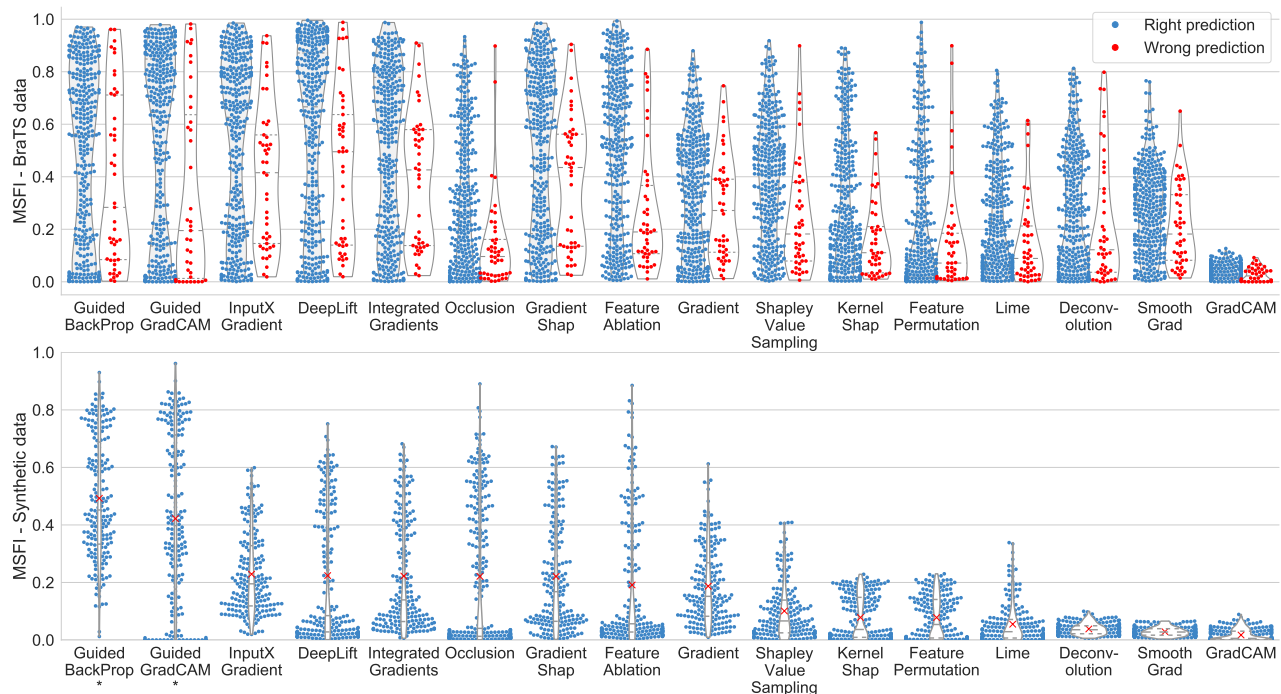 MSFI - BraTS data
1.0
0.8
0.6
0.4
0.2
0.0
Right prediction
Wrong prediction
Guided
BackProp
Guided
GradCAM
InputX
Gradient
DeepLift
Integrated
Gradients
Occlusion
Gradient
Shap
Feature
Ablation
Gradient
Shapley
Value
Sampling
Kernel
Shap
Feature
Permutation
Lime
Deconv-
olution
Smooth
Grad
GradCAM
MSFI - Synthetic data
1.0
0.8
0.6
0.4
0.2
0.0
Guided
BackProp
*
Guided
GradCAM
*
InputX
Gradient
DeepLift
Integrated
Gradients
Occlusion
Gradient
Shap
Feature
Ablation
Gradient
Shapley
Value
Sampling
Kernel
Shap
Feature
Permutation
Lime
Deconv-
olution
Smooth
Grad
GradCAM